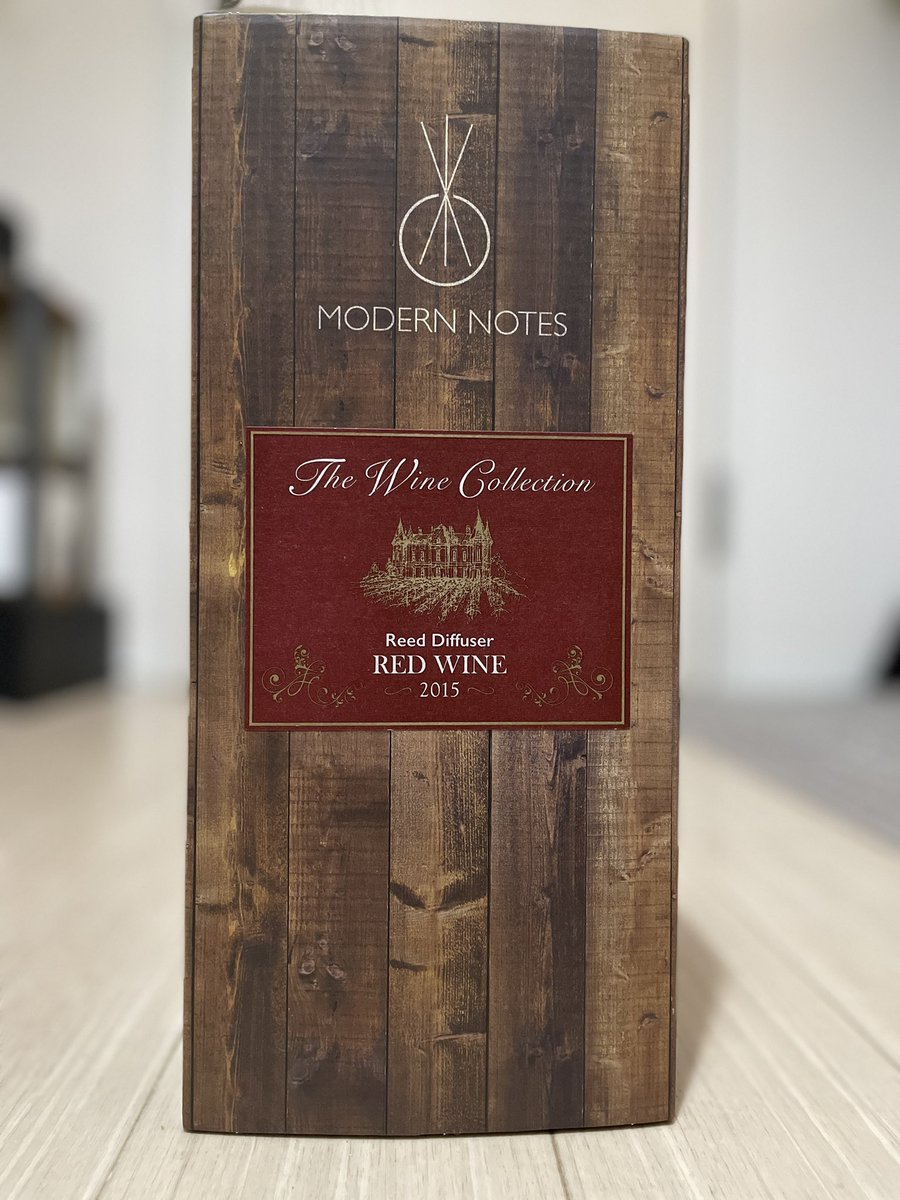 MODERN NOTES
The Wine Collection
Reed Diffuser
RED WINE
2015